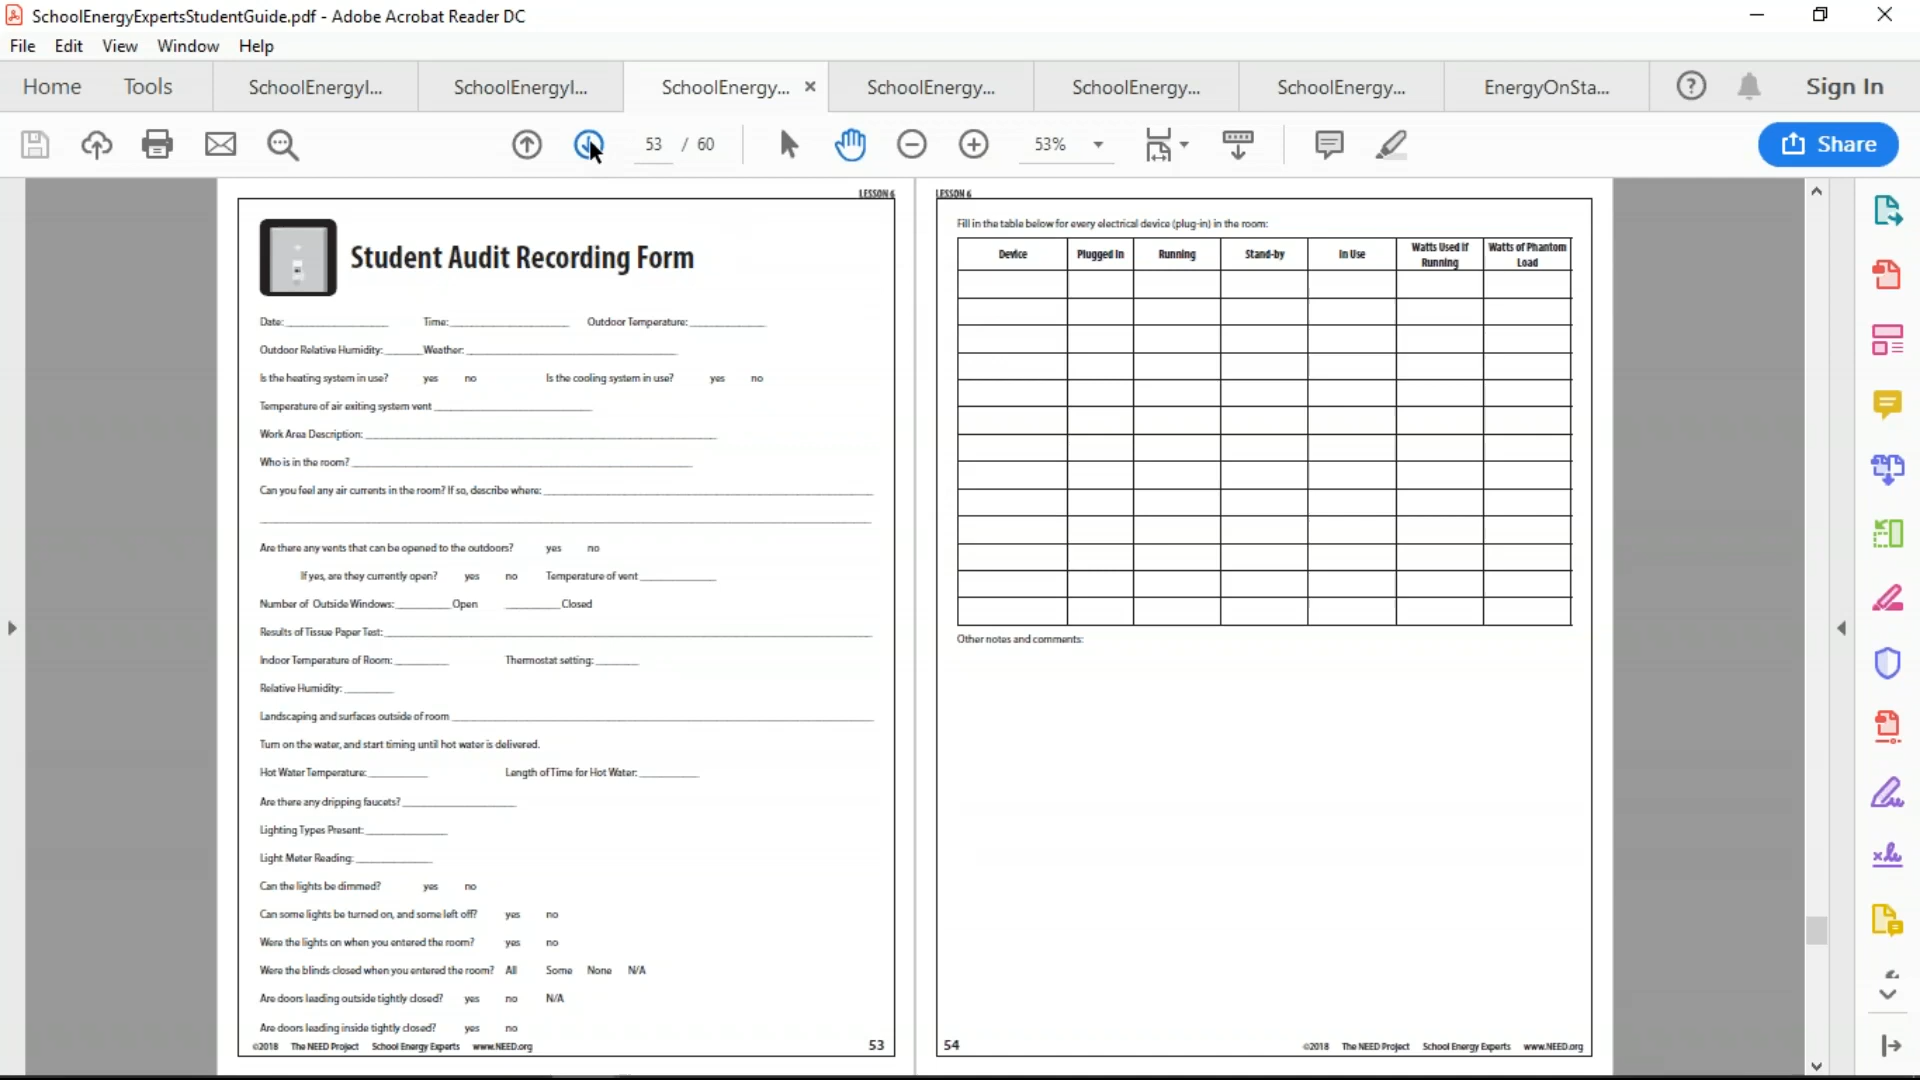 SchoolEnergyExpertsStudentGuide.pdf - Adobe Acrobat Reader DC
File Edit View Window Help
Home Tools SchoolEnergyI... SchoolEnergyI... SchoolEnergy... SchoolEnergy... SchoolEnergy... SchoolEnergy... EnergyOnSta... Sign In
53 / 60 53% Share
LESSON 6
Student Audit Recording Form
Date: Time: Outdoor Temperature:
Outdoor Relative Humidity: Weather:
Is the heating system in use? yes no Is the cooling system in use? yes no
Temperature of air exiting system vent
Work Area Description:
Who is in the room?
Can you feel any air currents in the room? If so, describe where:
Are there any vents that can be opened to the outdoors? yes no
If yes, are they currently open? yes no Temperature of vent
Number of Outside Windows: Open Closed
Results of Tissue Paper Test:
Indoor Temperature of Room: Thermostat setting:
Relative Humidity:
Landscaping and surfaces outside of room
Turn on the water, and start timing until hot water is delivered.
Hot Water Temperature: Length of Time for Hot Water:
Are there any dripping faucets?
Lighting Types Present:
Light Meter Reading:
Can the lights be dimmed? yes no
Can some lights be turned on, and some left off? yes no
Were the lights on when you entered the room? yes no
Were the blinds closed when you entered the room? All Some None N/A
Are doors leading outside tightly closed? yes no N/A
Are doors leading inside tightly closed? yes no
©2018 The NEED Project School Energy Experts www.NEED.org 53
LESSON 6
Fill in the table below for every electrical device (plug-in) in the room:
Device Plugged In Running Stand-by In Use Watts Used if Running Watts of Phantom Load
Other notes and comments:
54 ©2018 The NEED Project School Energy Experts www.NEED.org